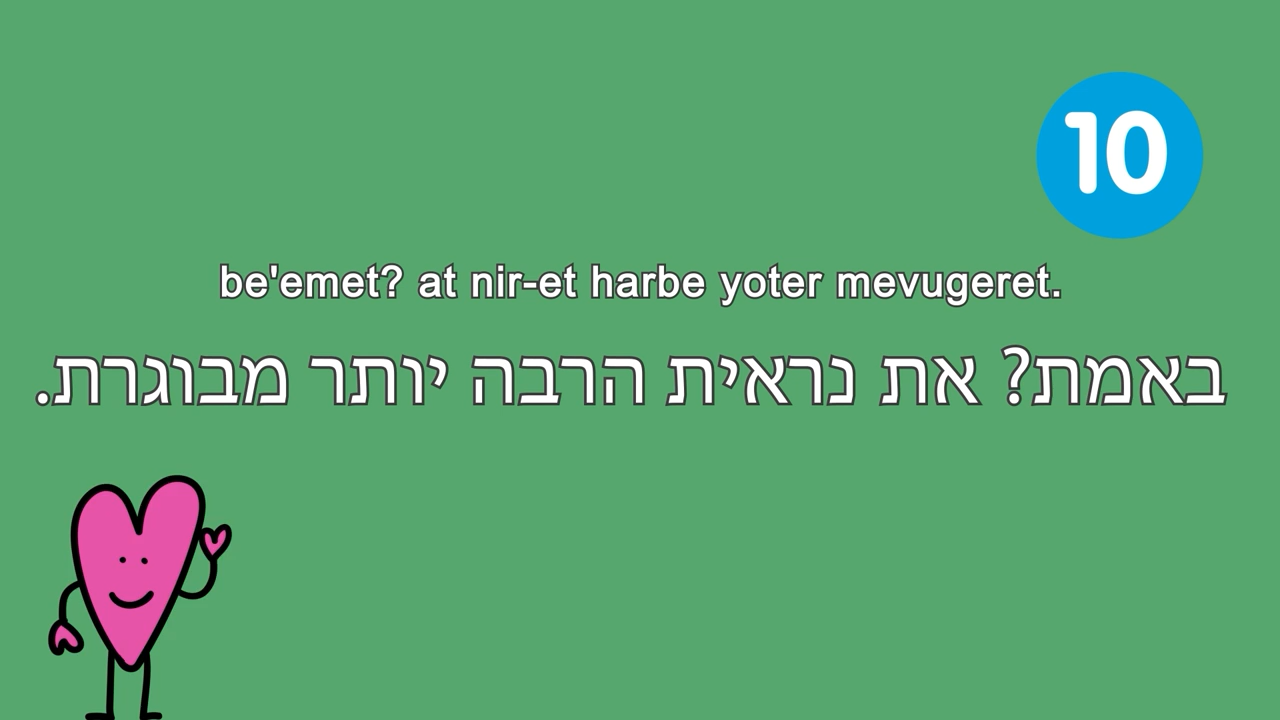 10
be'emet? at nir-et harbe yoter mevugeret.
באמת? את נראית הרבה יותר מבוגרת.